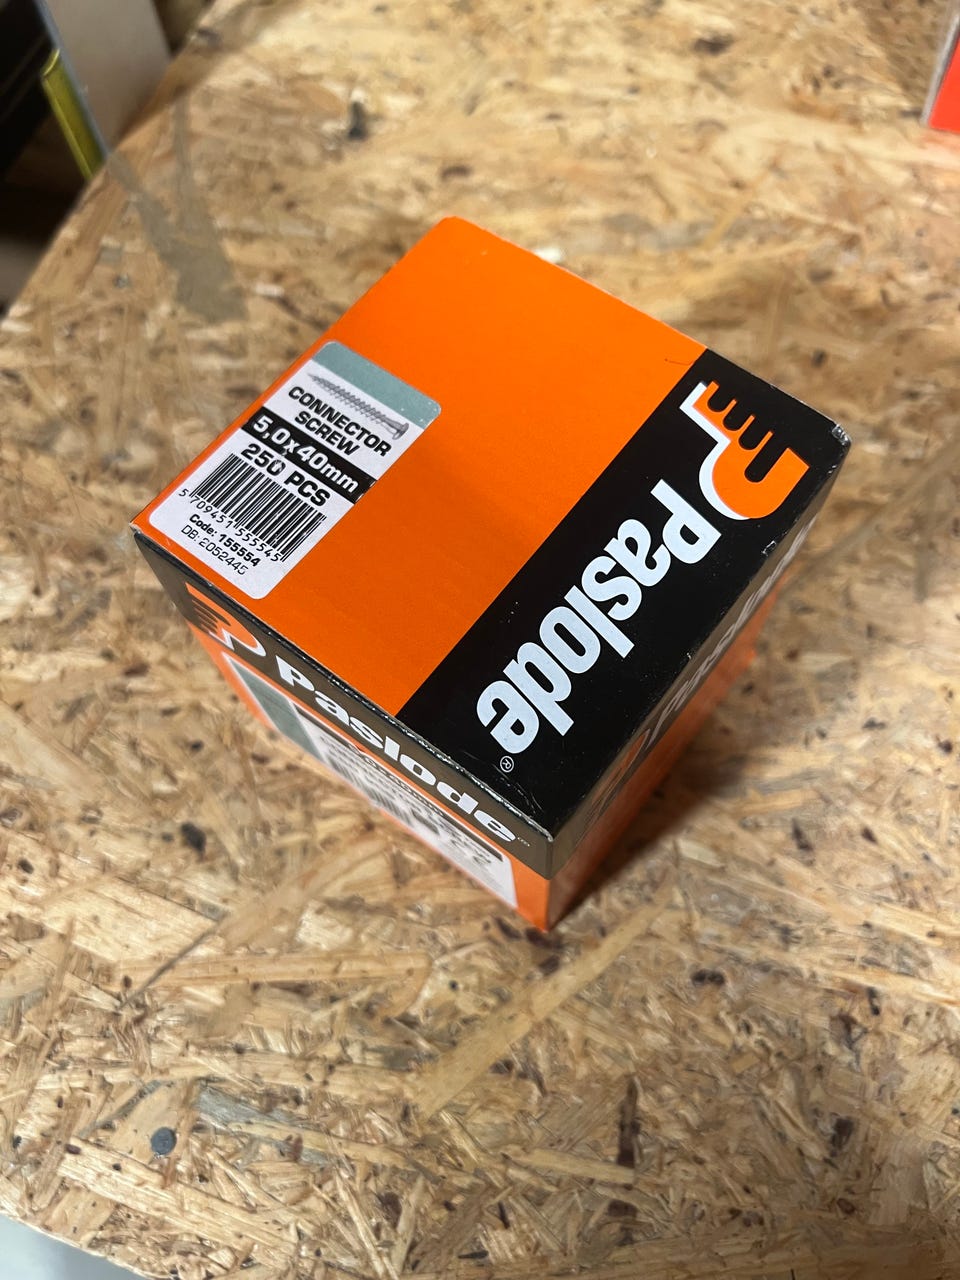 CONNECTOR
SCREW
5,0x40mm
250 PCS
5 709451 555545
Code: 155554
DB: 2052445
Paslode®
Paslode